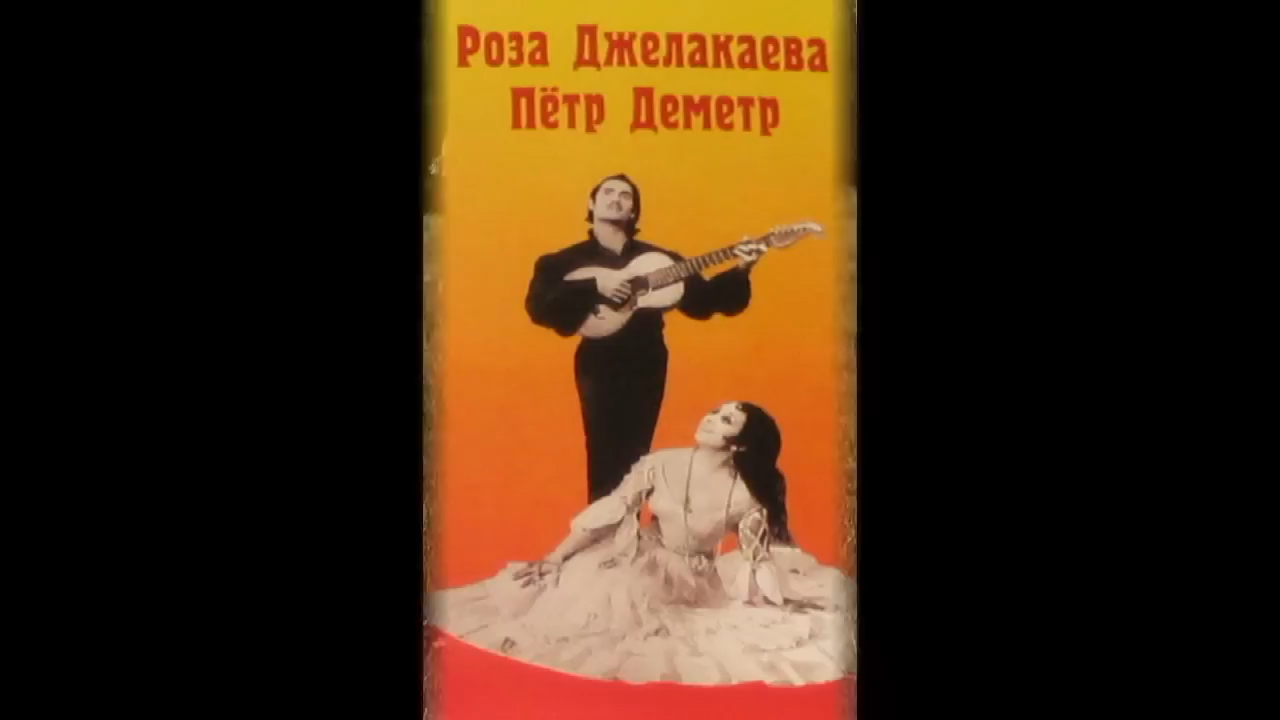 Роза Джелакаева
Пётр Деметр